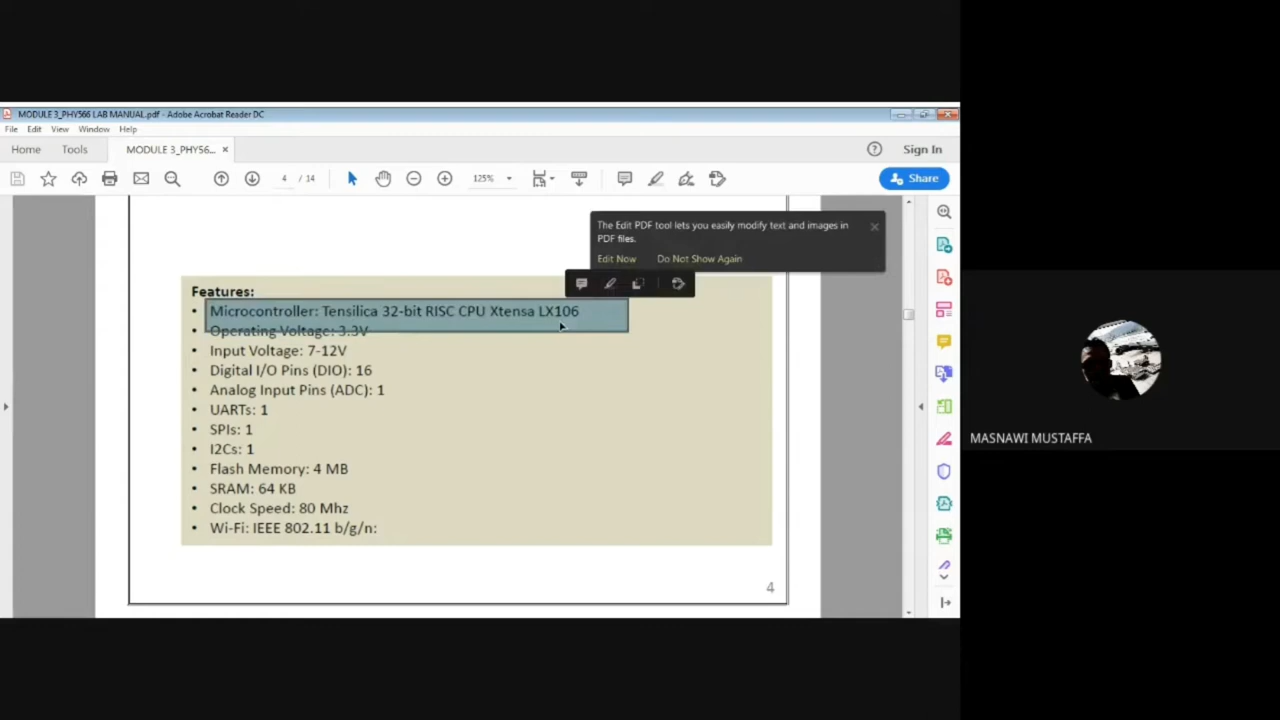 MODULE 3_PHY566 LAB MANUAL.pdf - Adobe Acrobat Reader DC
File Edit View Window Help
Home Tools MODULE 3_PHY56... × Sign In
4 / 14 125% Share
The Edit PDF tool lets you easily modify text and images in
PDF files.
Edit Now Do Not Show Again
Features:
• Microcontroller: Tensilica 32-bit RISC CPU Xtensa LX106
• Operating Voltage: 3.3V
• Input Voltage: 7-12V
• Digital I/O Pins (DIO): 16
• Analog Input Pins (ADC): 1
• UARTs: 1
• SPIs: 1
• I2Cs: 1
• Flash Memory: 4 MB
• SRAM: 64 KB
• Clock Speed: 80 Mhz
• Wi-Fi: IEEE 802.11 b/g/n:
4
MASNAWI MUSTAFFA